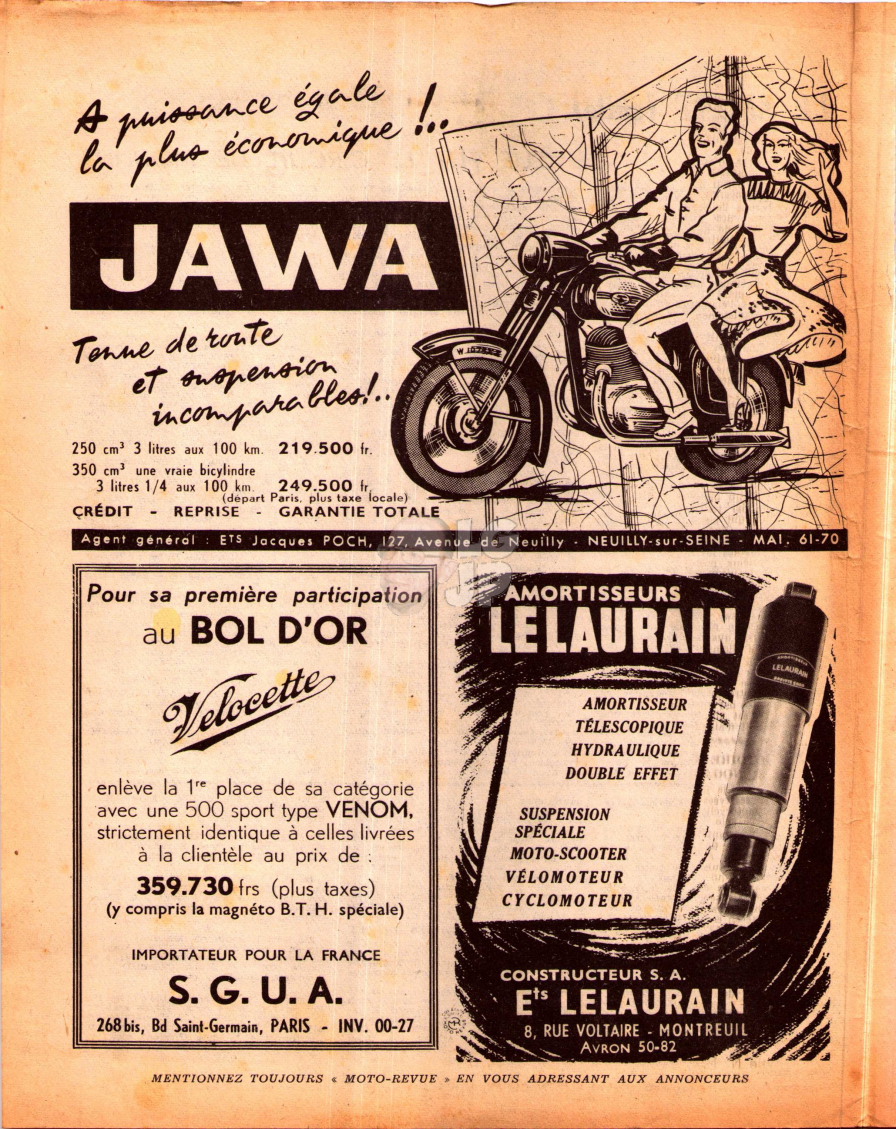 A puissance égale
la plus économique !..
JAWA
Tenue de route
et suspension
incomparables!..
250 cm³ 3 litres aux 100 km. 219.500 fr.
350 cm³ une vraie bicylindre
3 litres 1/4 aux 100 km. 249.500 fr.
(départ Paris, plus taxe locale)
CRÉDIT - REPRISE - GARANTIE TOTALE
Agent général : ETS Jacques POCH, 127, Avenue de Neuilly - NEUILLY-sur-SEINE - MAI. 61-70
Pour sa première participation
au BOL D'OR
Velocette
enlève la 1re place de sa catégorie
avec une 500 sport type VENOM,
strictement identique à celles livrées
à la clientèle au prix de :
359.730 frs (plus taxes)
(y compris la magnéto B.T.H. spéciale)
IMPORTATEUR POUR LA FRANCE
S. G. U. A.
268 bis, Bd Saint-Germain, PARIS - INV. 00-27
AMORTISSEURS
LELAURAIN
LELAURAIN
AMORTISSEUR
TÉLESCOPIQUE
HYDRAULIQUE
DOUBLE EFFET
SUSPENSION
SPÉCIALE
MOTO-SCOOTER
VÉLOMOTEUR
CYCLOMOTEUR
CONSTRUCTEUR S. A.
Ets LELAURAIN
8, RUE VOLTAIRE - MONTREUIL
AVRON 50-82
MENTIONNEZ TOUJOURS « MOTO-REVUE » EN VOUS ADRESSANT AUX ANNONCEURS